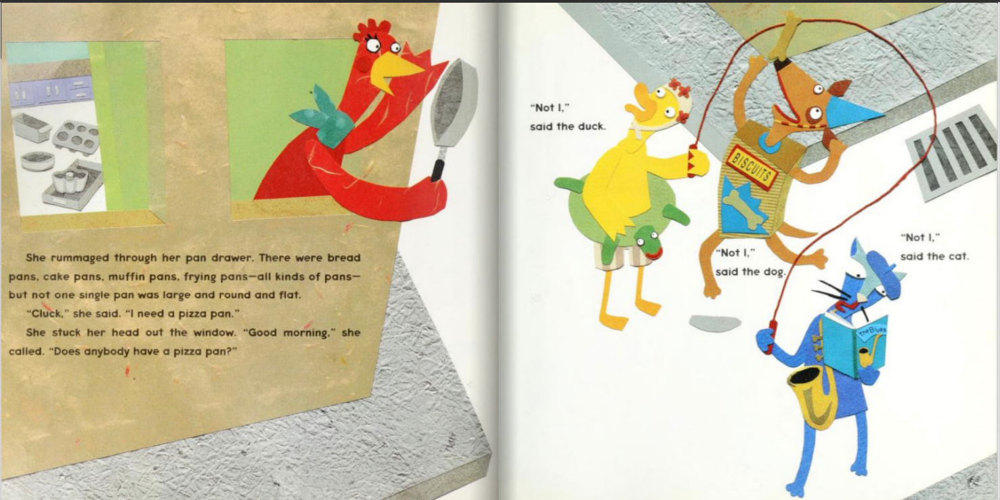 She rummaged through her pan drawer. There were bread
pans, cake pans, muffin pans, frying pans—all kinds of pans—
but not one single pan was large and round and flat.
“Cluck,” she said. “I need a pizza pan.”
She stuck her head out the window. “Good morning,” she
called. “Does anybody have a pizza pan?”
“Not I,”
said the duck.
BISCUITS
“Not I,”
said the dog.
“Not I,”
said the cat.
The Blues